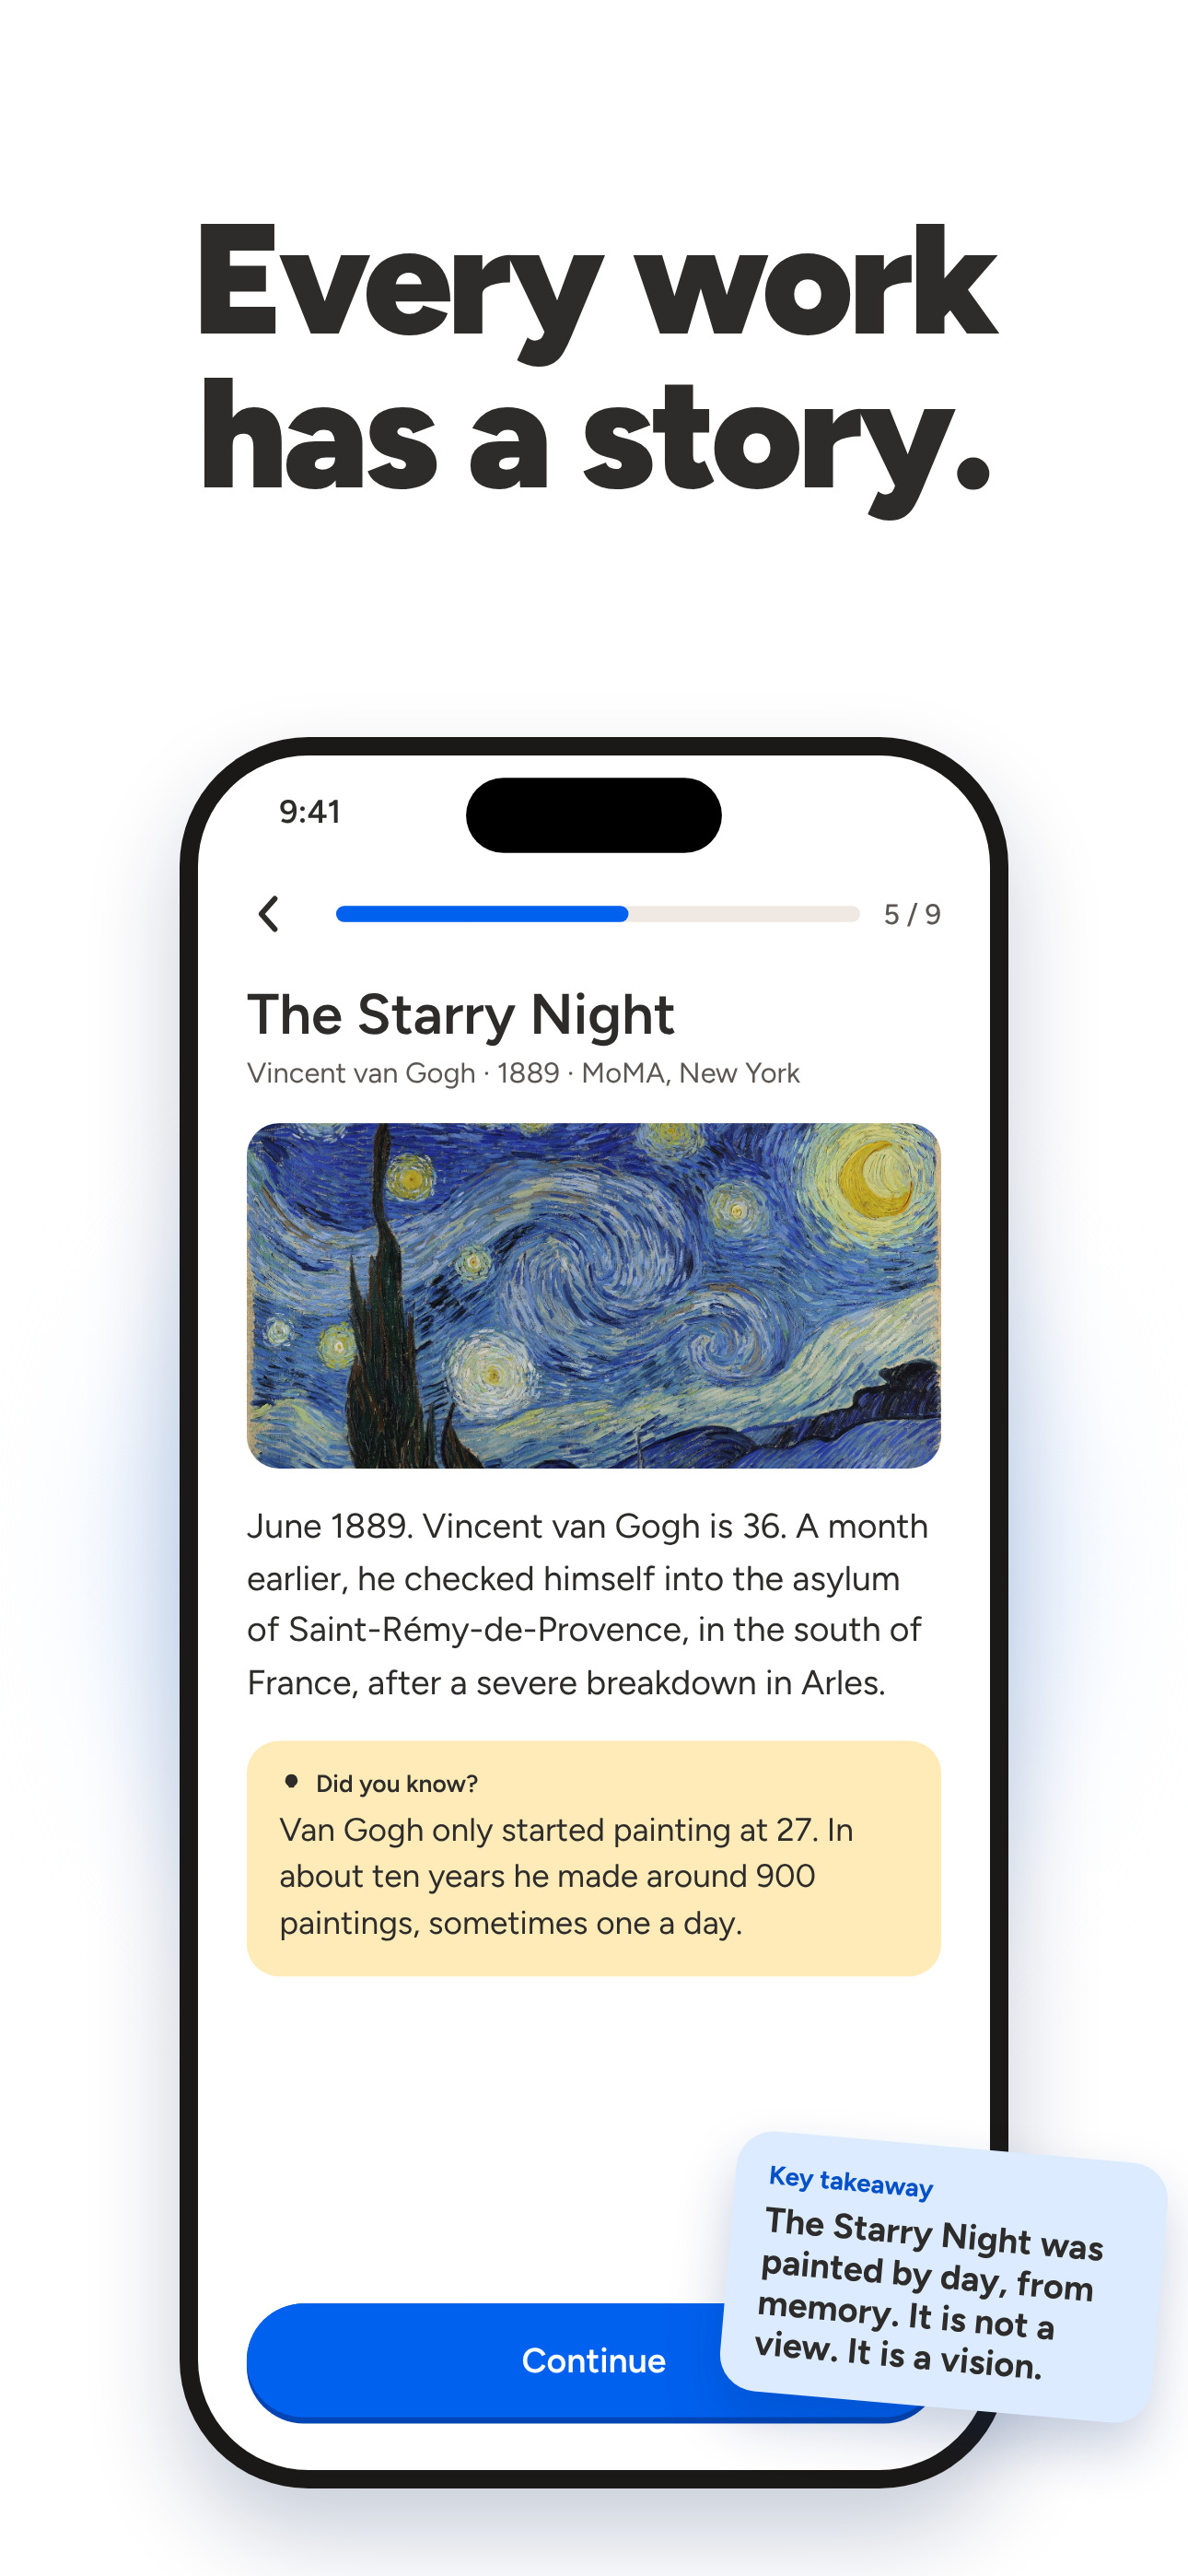 Every work
has a story.
9:41
5 / 9
The Starry Night
Vincent van Gogh · 1889 · MoMA, New York
June 1889. Vincent van Gogh is 36. A month
earlier, he checked himself into the asylum
of Saint-Rémy-de-Provence, in the south of
France, after a severe breakdown in Arles.
Did you know?
Van Gogh only started painting at 27. In
about ten years he made around 900
paintings, sometimes one a day.
Key takeaway
The Starry Night was
painted by day, from
memory. It is not a
view. It is a vision.
Continue